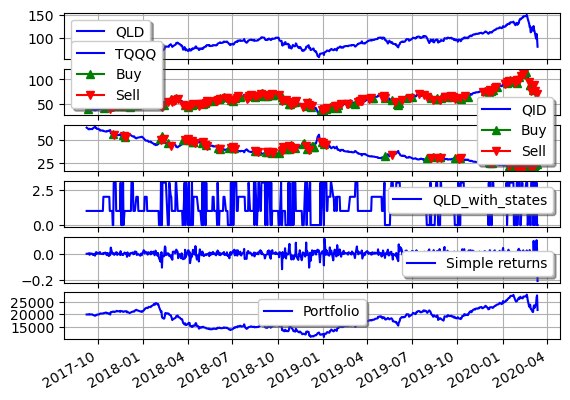 150
100
QLD
TQQQ
Buy
Sell
100
50
QID
Buy
Sell
50
25
2.5
0.0
QLD_with_states
0.0
−0.2
Simple returns
25000
20000
15000
Portfolio
2017-10
2018-01
2018-04
2018-07
2018-10
2019-01
2019-04
2019-07
2019-10
2020-01
2020-04